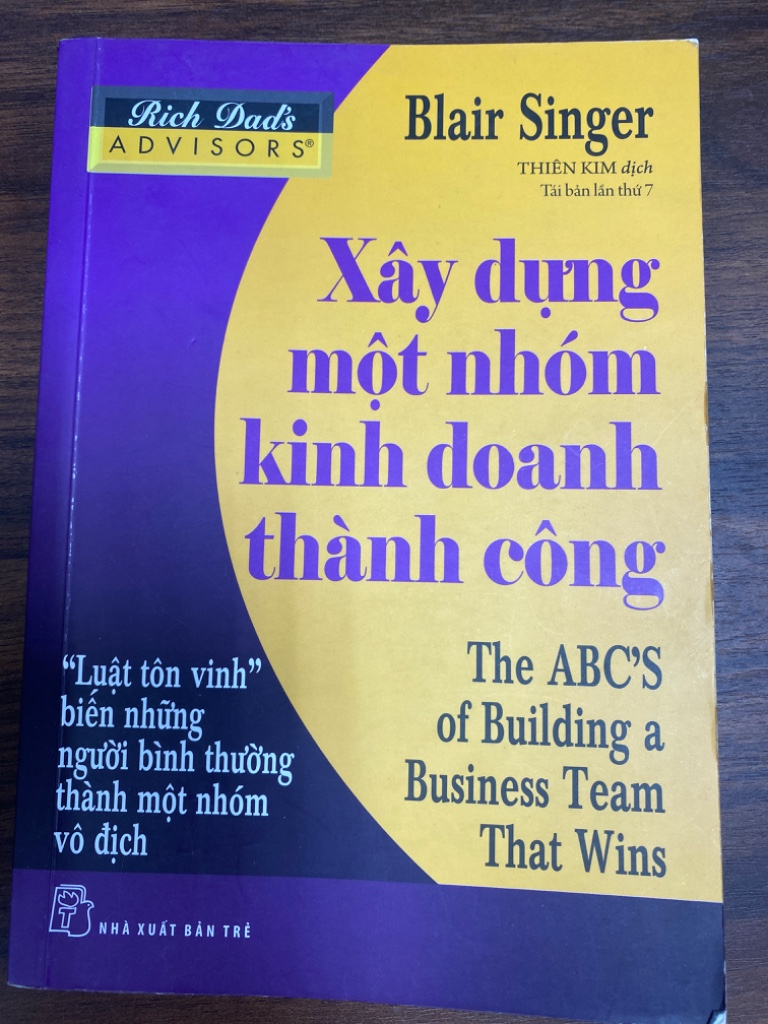 Rich Dad's
ADVISORS®
Blair Singer
THIÊN KIM dịch
Tái bản lần thứ 7
Xây dựng
một nhóm
kinh doanh
thành công
The ABC'S
of Building a
Business Team
That Wins
“Luật tôn vinh”
biến những
người bình thường
thành một nhóm
vô địch
T
NHÀ XUẤT BẢN TRẺ